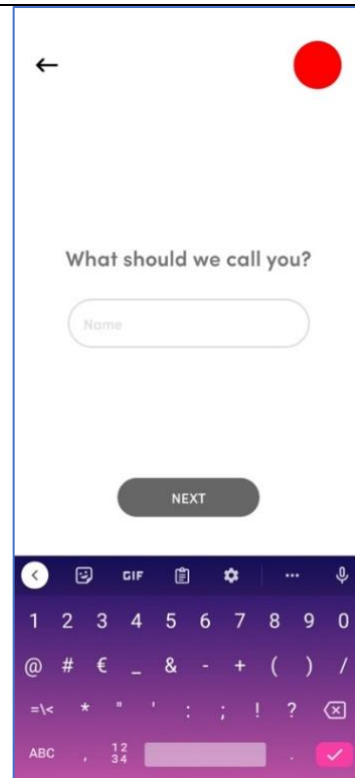 What should we call you?
Name
NEXT
GIF
1 2 3 4 5 6 7 8 9 0
@ # € _ & - + ( ) /
=\< * " ' : ; ! ?
ABC , 12 34 .